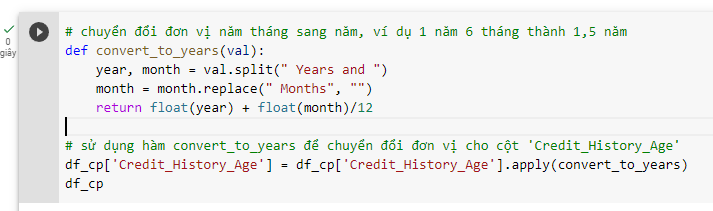 0
giây
# chuyển đổi đơn vị năm tháng sang năm, ví dụ 1 năm 6 tháng thành 1,5 năm
def convert_to_years(val):
    year, month = val.split(" Years and ")
    month = month.replace(" Months", "")
    return float(year) + float(month)/12
# sử dụng hàm convert_to_years để chuyển đổi đơn vị cho cột 'Credit_History_Age'
df_cp['Credit_History_Age'] = df_cp['Credit_History_Age'].apply(convert_to_years)
df_cp